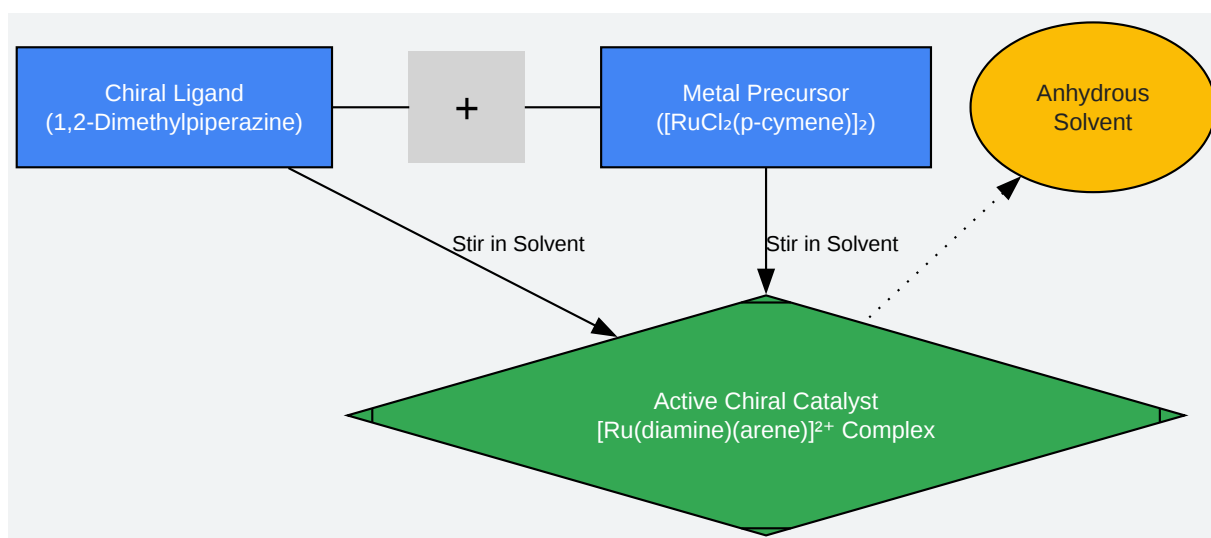 Chiral Ligand
(1,2-Dimethylpiperazine)
+
Metal Precursor
([RuCl₂(p-cymene)]₂)
Anhydrous
Solvent
Stir in Solvent
Stir in Solvent
Active Chiral Catalyst
[Ru(diamine)(arene)]²⁺ Complex